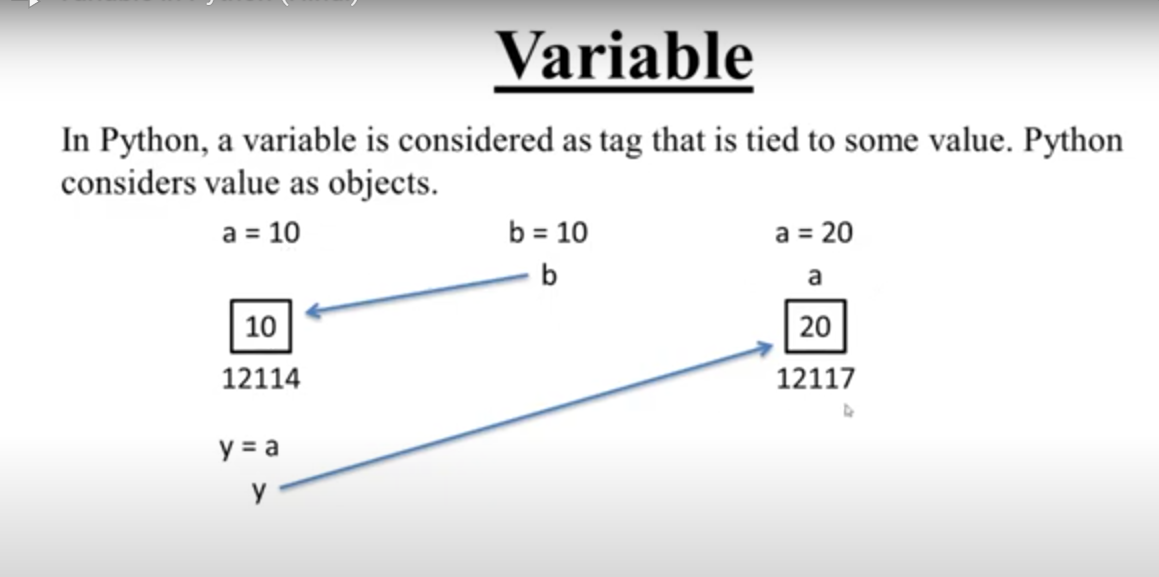 Variable
In Python, a variable is considered as tag that is tied to some value. Python
considers value as objects.
a = 10
b = 10
a = 20
b
a
10
20
12114
12117
y = a
y